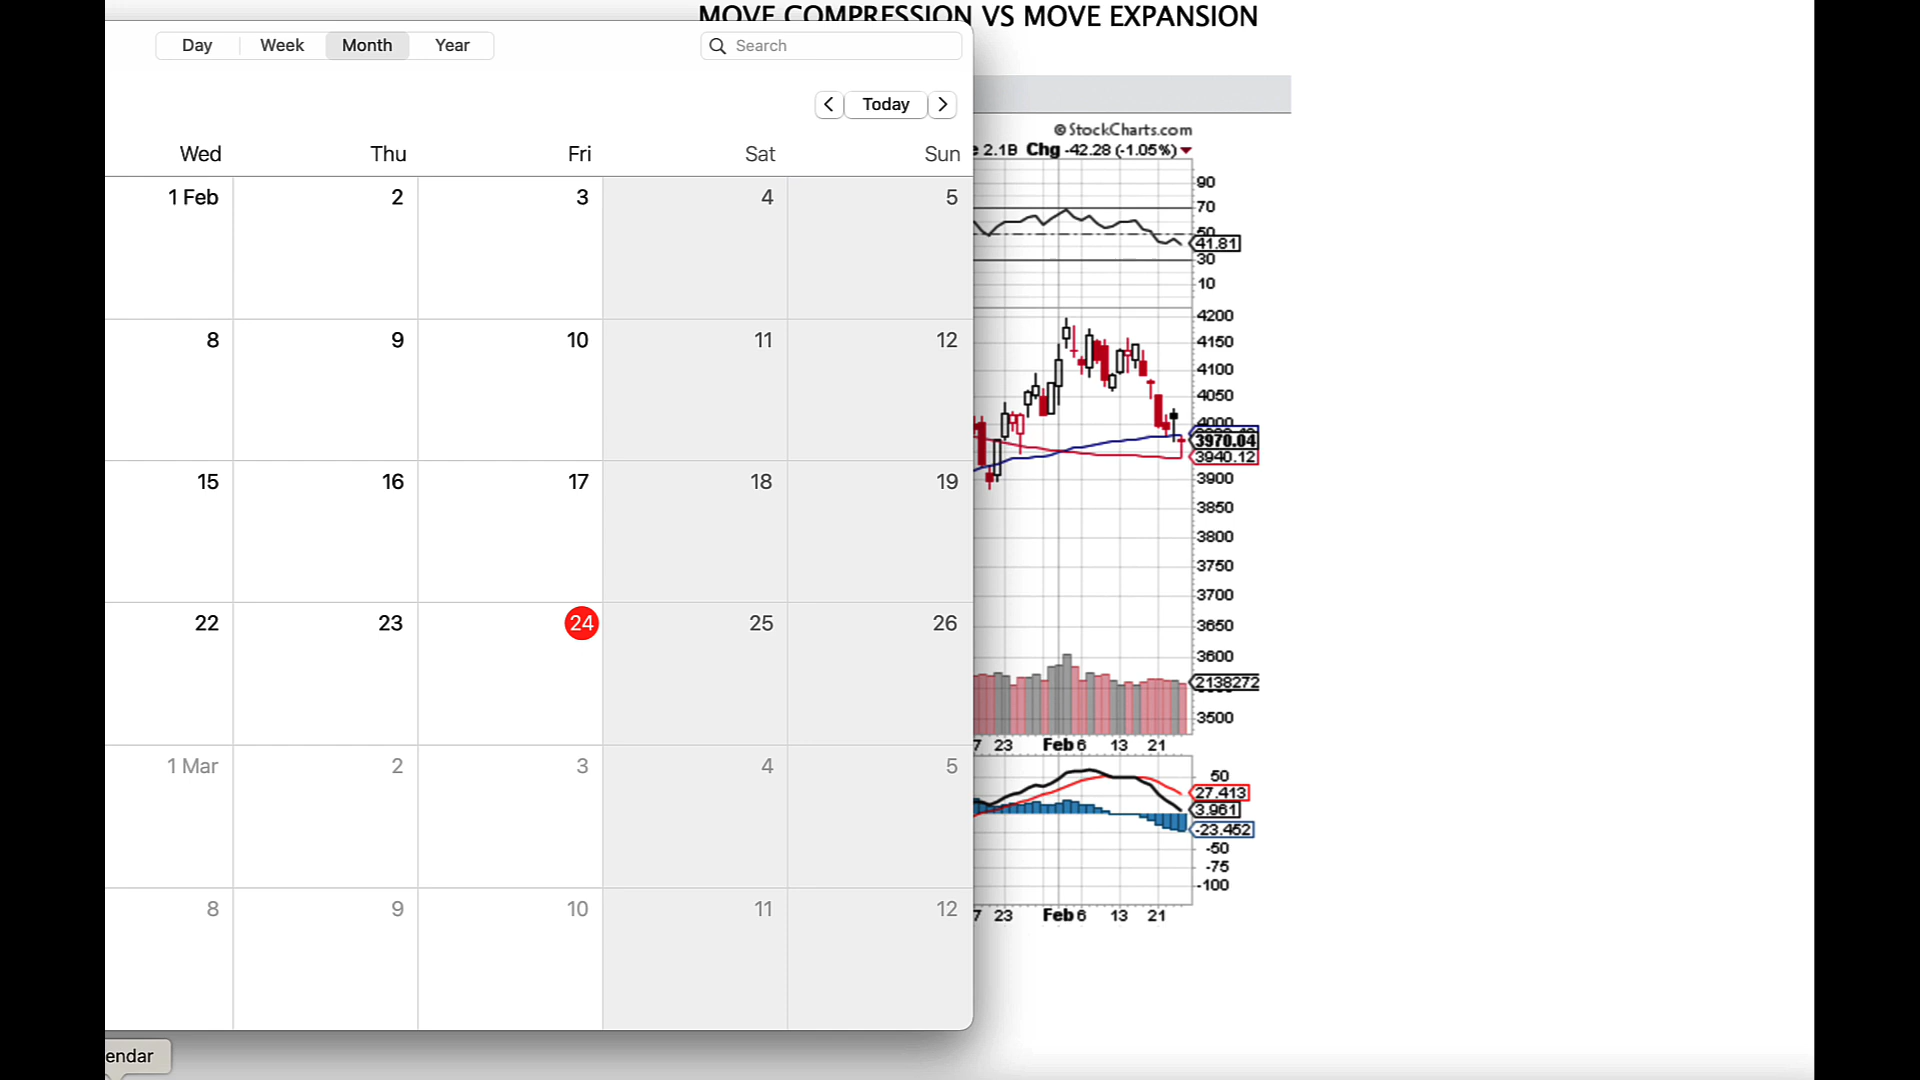 MOVE COMPRESSION VS MOVE EXPANSION
Day Week Month Year
Search
Today
Wed Thu Fri Sat Sun
1 Feb 2 3 4 5
8 9 10 11 12
15 16 17 18 19
22 23 24 25 26
1 Mar 2 3 4 5
8 9 10 11 12
endar
©StockCharts.com
2.1B Chg -42.28 (-1.05%)
90
70
50
41.81
30
10
4200
4150
4100
4050
4000
3970.04
3940.12
3900
3850
3800
3750
3700
3650
3600
2138272
3500
7 23 Feb 6 13 21
50
27.413
3.961
-23.452
-50
-75
-100
7 23 Feb 6 13 21